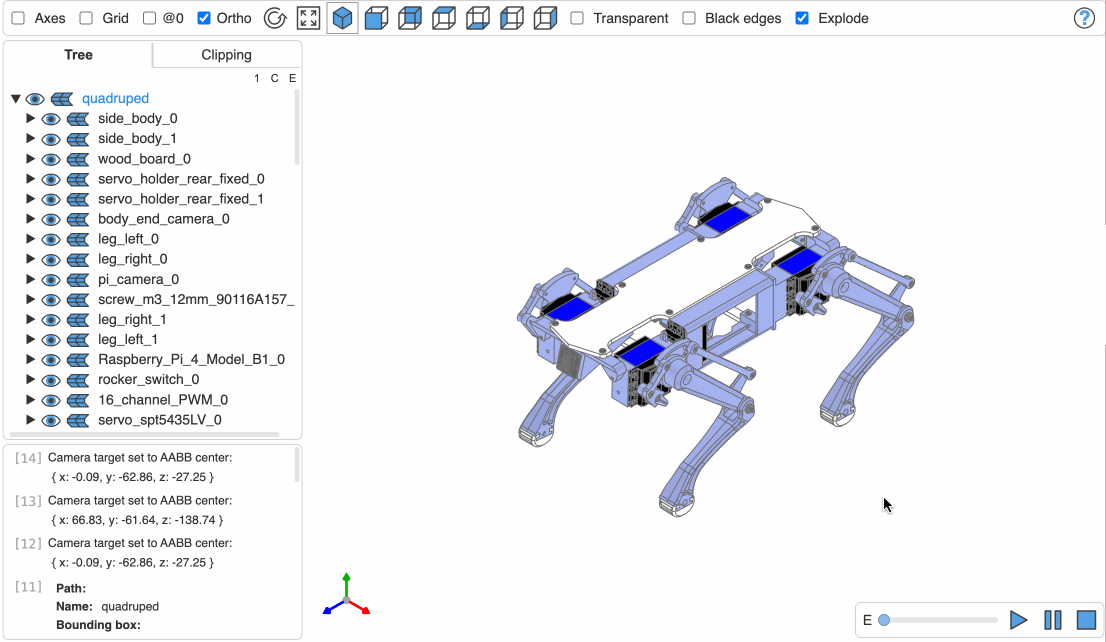 Axes Grid @0 Ortho Transparent Black edges Explode ?
Tree Clipping
1 C E
quadruped
side_body_0
side_body_1
wood_board_0
servo_holder_rear_fixed_0
servo_holder_rear_fixed_1
body_end_camera_0
leg_left_0
leg_right_0
pi_camera_0
screw_m3_12mm_90116A157_
leg_right_1
leg_left_1
Raspberry_Pi_4_Model_B1_0
rocker_switch_0
16_channel_PWM_0
servo_spt5435LV_0
[14] Camera target set to AABB center:
{ x: -0.09, y: -62.86, z: -27.25 }
[13] Camera target set to AABB center:
{ x: 66.83, y: -61.64, z: -138.74 }
[12] Camera target set to AABB center:
{ x: -0.09, y: -62.86, z: -27.25 }
[11] Path:
Name: quadruped
Bounding box:
E